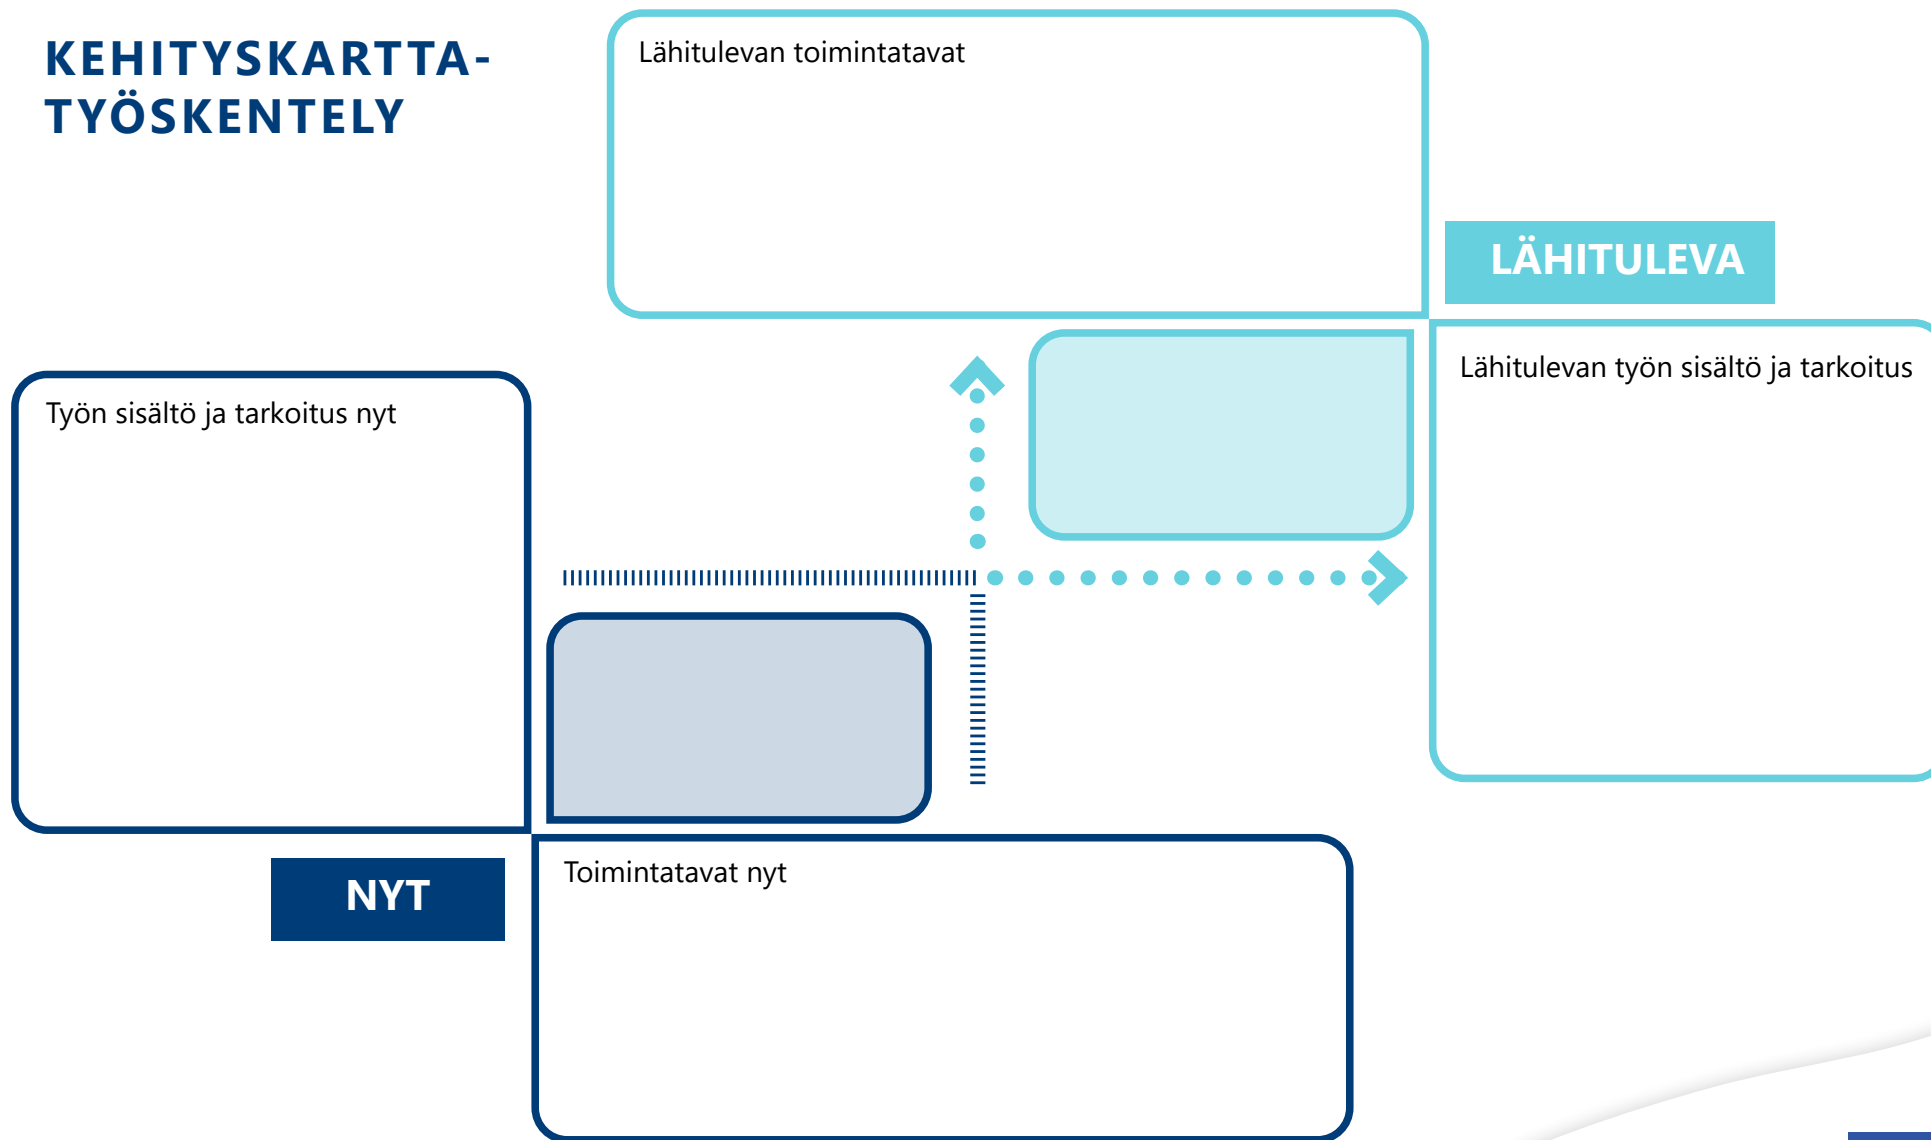 KEHITYSKARTTA-
TYÖSKENTELY
Lähitulevan toimintatavat
LÄHITULEVA
Lähitulevan työn sisältö ja tarkoitus
Työn sisältö ja tarkoitus nyt
NYT
Toimintatavat nyt